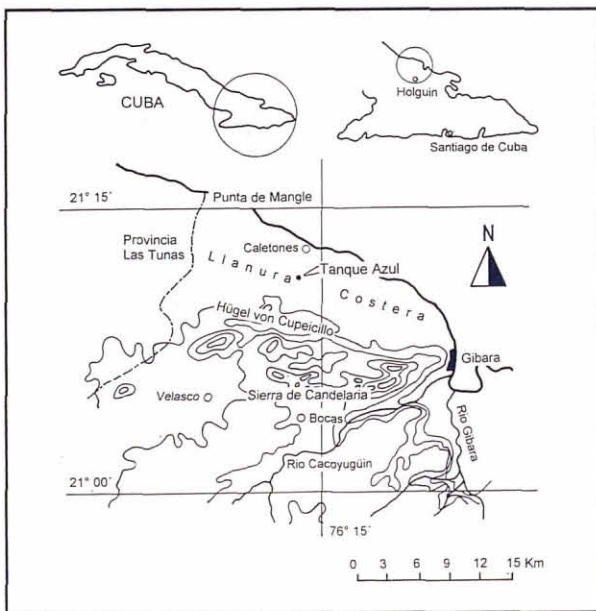 CUBA
Holguin
Santiago de Cuba
21° 15´
Punta de Mangle
N
Provincia
Las Tunas
Caletones
Llanura
Tanque Azul
Costera
Hügel von Cupeicillo
Gibara
Velasco
Sierra de Candelaria
Bocas
Rio Gibara
Rio Cacoyugüin
21° 00´
76° 15´
0 3 6 9 12 15 Km